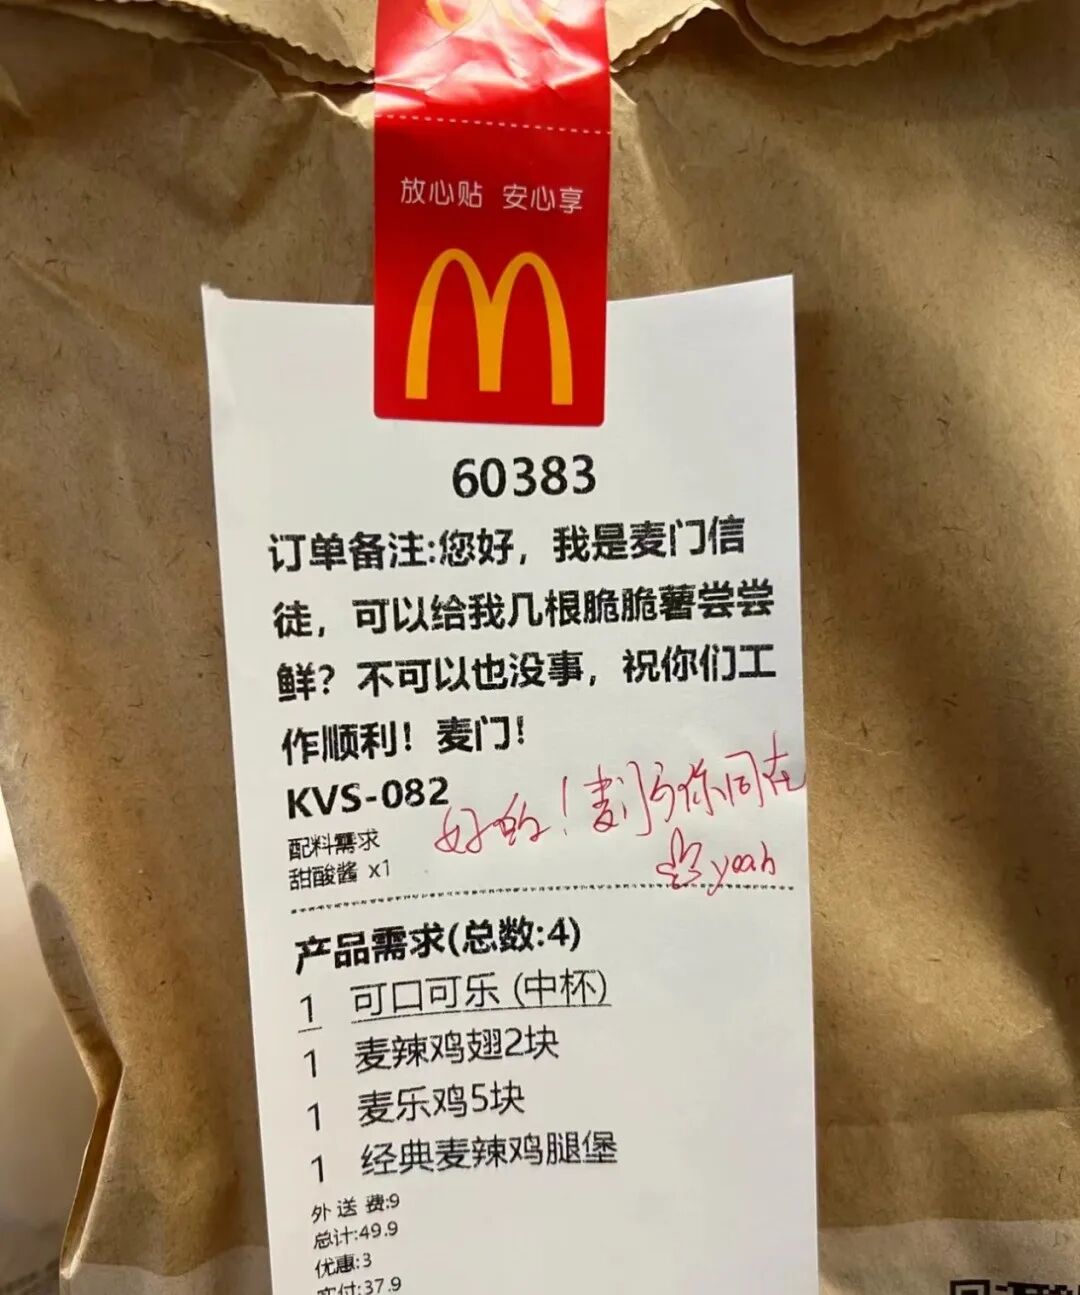 放心贴 安心享
60383
订单备注:您好，我是麦门信
徒，可以给我几根脆脆薯尝尝
鲜？不可以也没事，祝你们工
作顺利！麦门！
KVS-082
好的！麦门与你同在
yeah
配料需求
甜酸酱 x1
产品需求(总数:4)
1 可口可乐 (中杯)
1 麦辣鸡翅2块
1 麦乐鸡5块
1 经典麦辣鸡腿堡
外送 费:9
总计:49.9
优惠:3
实付:37.9